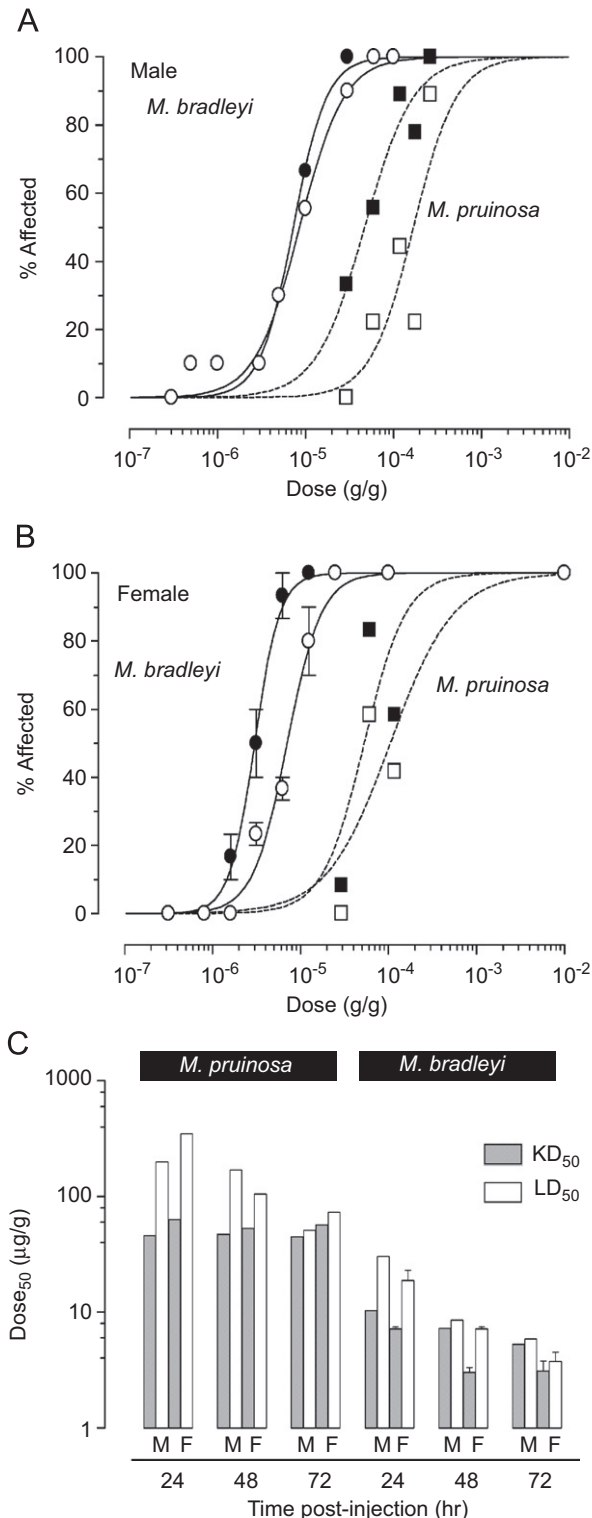 A
100
80
60
40
20
0
% Affected
Male
M. bradleyi
M. pruinosa
10-7 10-6 10-5 10-4 10-3 10-2
Dose (g/g)
B
100
80
60
40
20
0
% Affected
Female
M. bradleyi
M. pruinosa
10-7 10-6 10-5 10-4 10-3 10-2
Dose (g/g)
C
M. pruinosa M. bradleyi
1000
100
10
1
Dose50 (μg/g)
KD50
LD50
M F M F M F M F M F M F
24 48 72 24 48 72
Time post-injection (hr)